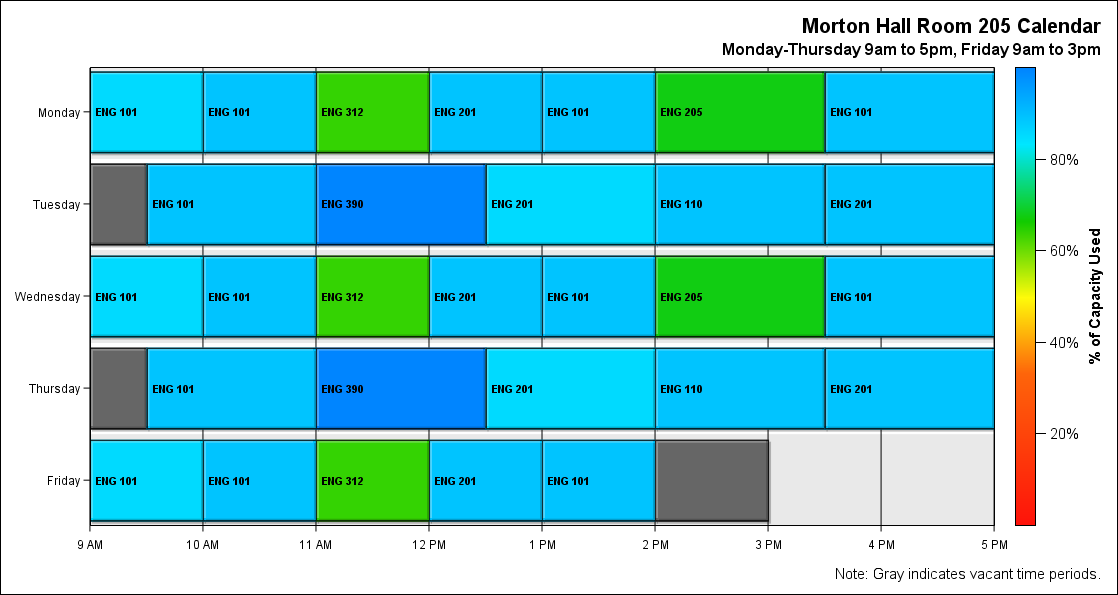 Morton Hall Room 205 Calendar
Monday-Thursday 9am to 5pm, Friday 9am to 3pm
Monday ENG 101 ENG 101 ENG 312 ENG 201 ENG 101 ENG 205 ENG 101
Tuesday ENG 101 ENG 390 ENG 201 ENG 110 ENG 201
Wednesday ENG 101 ENG 101 ENG 312 ENG 201 ENG 101 ENG 205 ENG 101
Thursday ENG 101 ENG 390 ENG 201 ENG 110 ENG 201
Friday ENG 101 ENG 101 ENG 312 ENG 201 ENG 101
9 AM 10 AM 11 AM 12 PM 1 PM 2 PM 3 PM 4 PM 5 PM
80%
60%
40%
20%
% of Capacity Used
Note: Gray indicates vacant time periods.